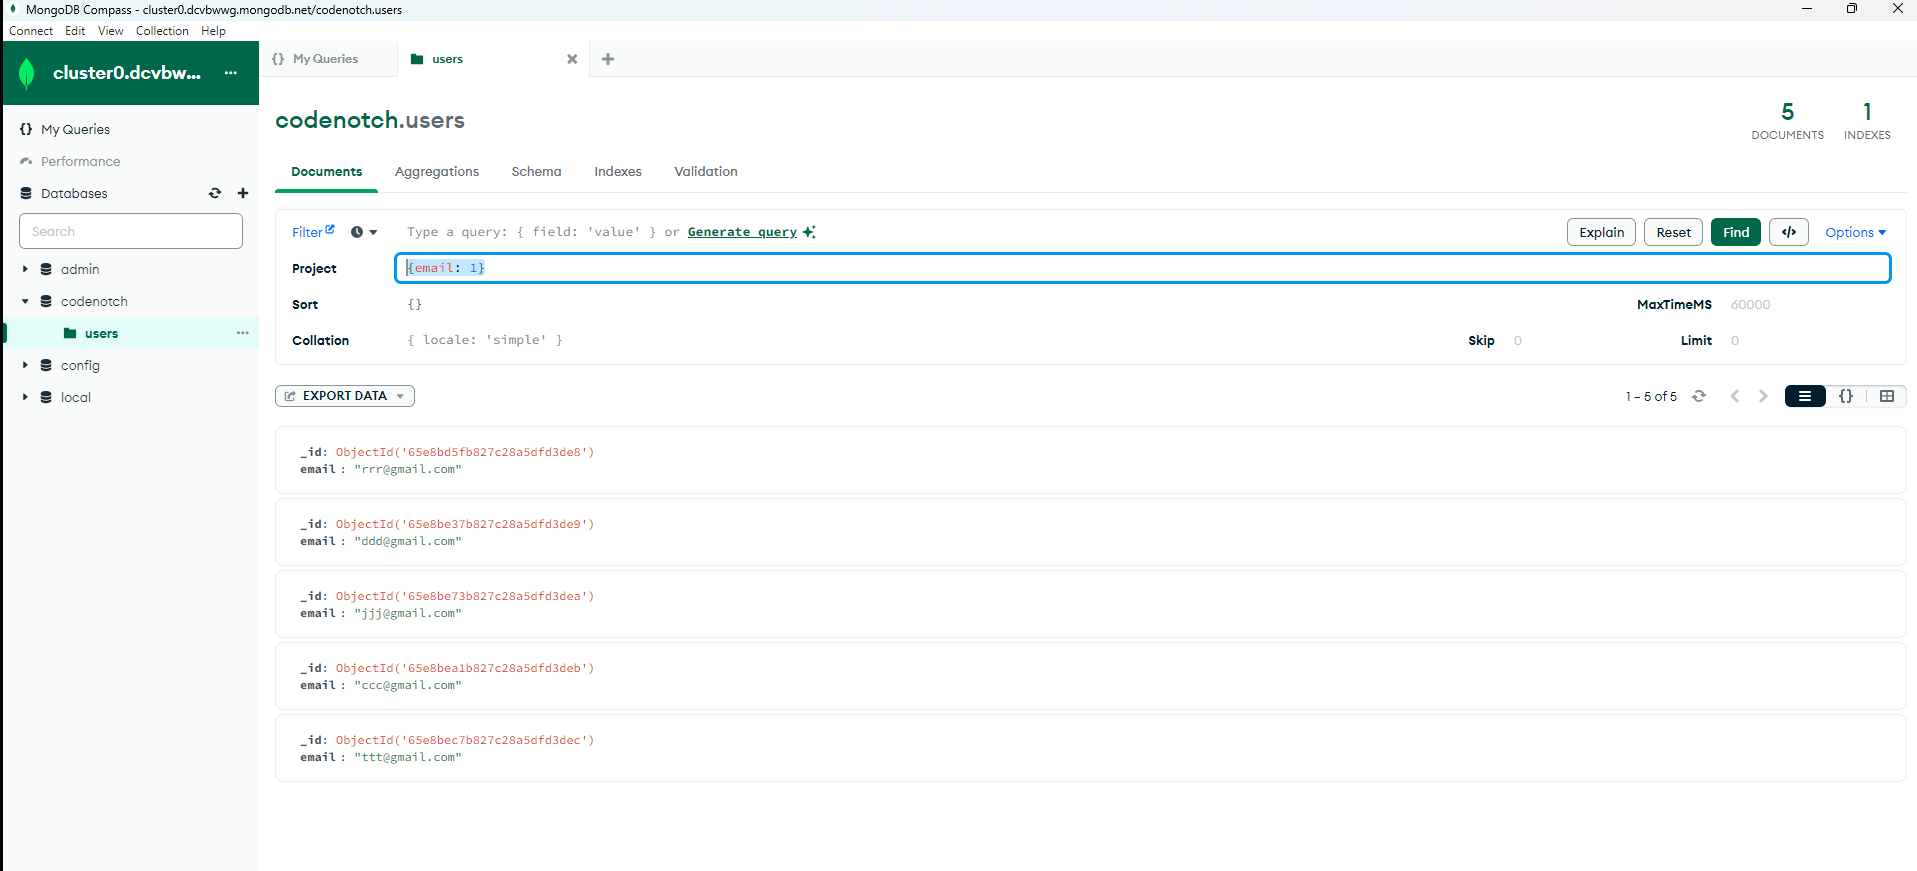 MongoDB Compass - cluster0.dcvbwwg.mongodb.net/codenotch.users
Connect Edit View Collection Help
cluster0.dcvbw... ...
{} My Queries
users
My Queries
Performance
Databases
Search
admin
codenotch
users ...
config
local
codenotch.users
5
DOCUMENTS
1
INDEXES
Documents Aggregations Schema Indexes Validation
Filter Type a query: { field: 'value' } or Generate query Explain Reset Find </> Options
Project {email: 1}
Sort {} MaxTimeMS 60000
Collation { locale: 'simple' } Skip 0 Limit 0
EXPORT DATA 1 – 5 of 5 {}
_id: ObjectId('65e8bd5fb827c28a5dfd3de8')
email : "rrr@gmail.com"
_id: ObjectId('65e8be37b827c28a5dfd3de9')
email : "ddd@gmail.com"
_id: ObjectId('65e8be73b827c28a5dfd3dea')
email : "jjj@gmail.com"
_id: ObjectId('65e8bea1b827c28a5dfd3deb')
email : "ccc@gmail.com"
_id: ObjectId('65e8bec7b827c28a5dfd3dec')
email : "ttt@gmail.com"